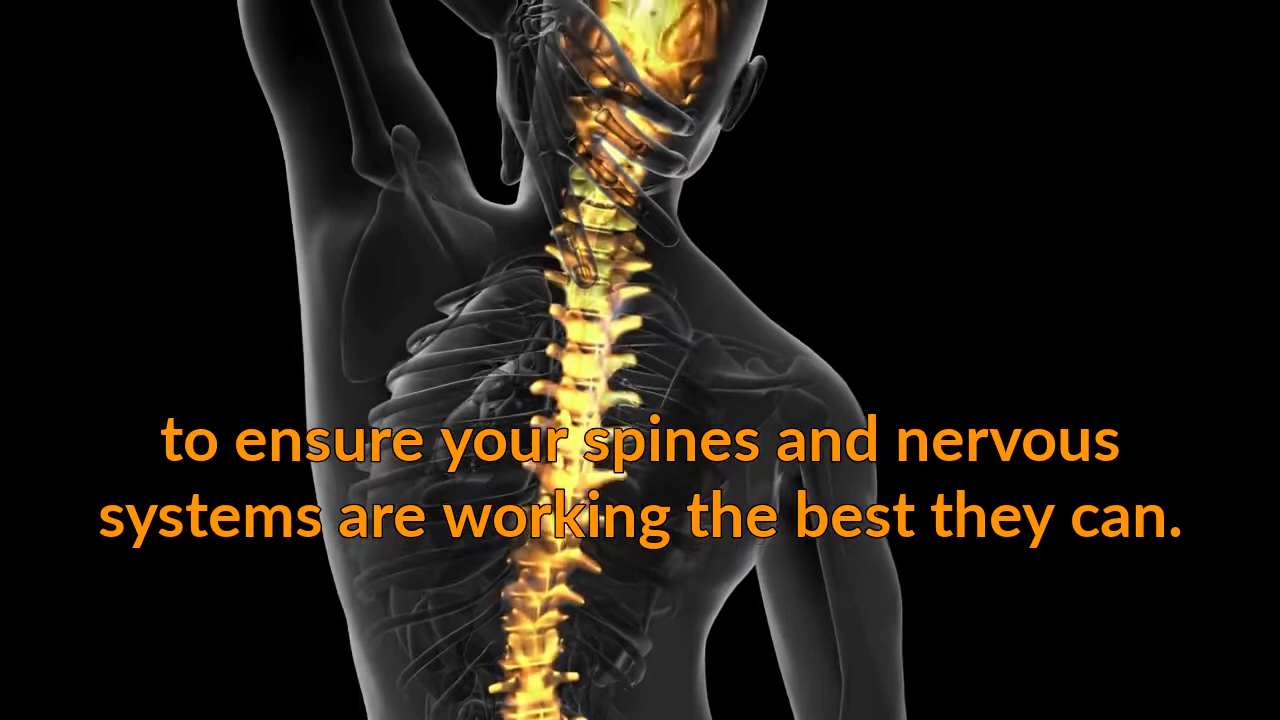 to ensure your spines and nervous
systems are working the best they can.